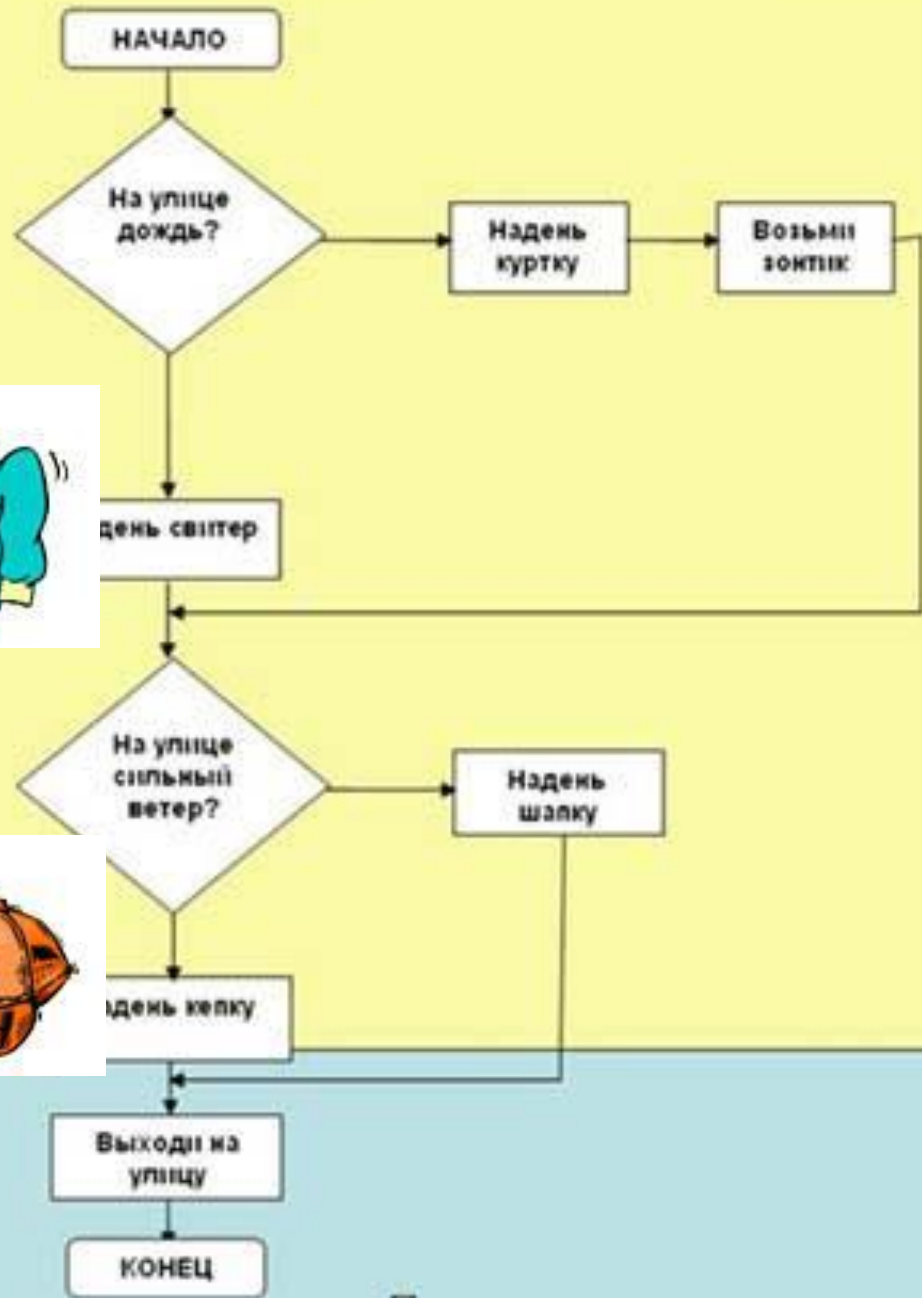 НАЧАЛО
На улице
дождь?
Надень
куртку
Возьми
зонтик
день свитер
На улице
сильный
ветер?
Надень
шапку
день кепку
Выходи на
улицу
КОНЕЦ